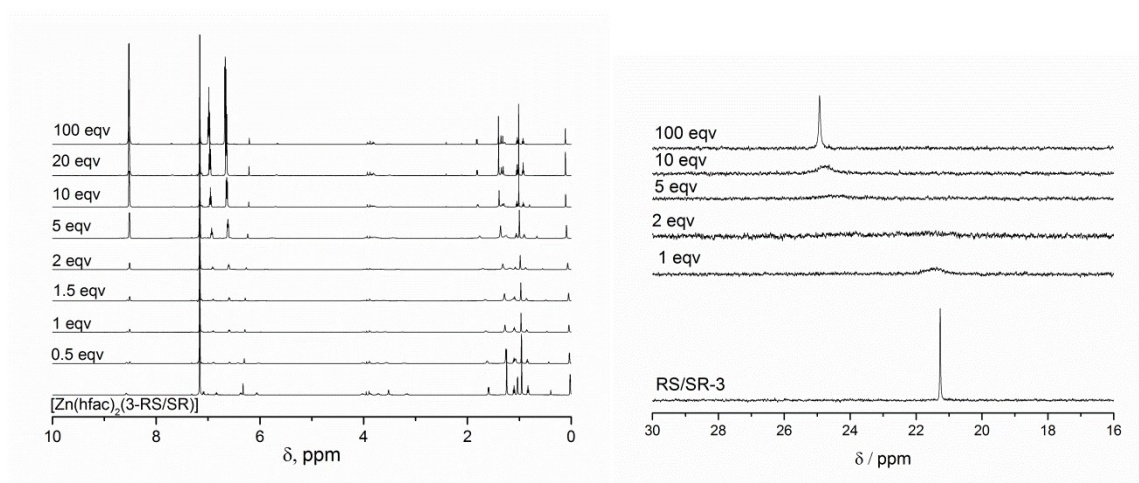 100 eqv
20 eqv
10 eqv
5 eqv
2 eqv
1.5 eqv
1 eqv
0.5 eqv
[Zn(hfac)2(3-RS/SR)]
10 8 6 4 2 0
δ, ppm
100 eqv
10 eqv
5 eqv
2 eqv
1 eqv
RS/SR-3
30 28 26 24 22 20 18 16
δ / ppm